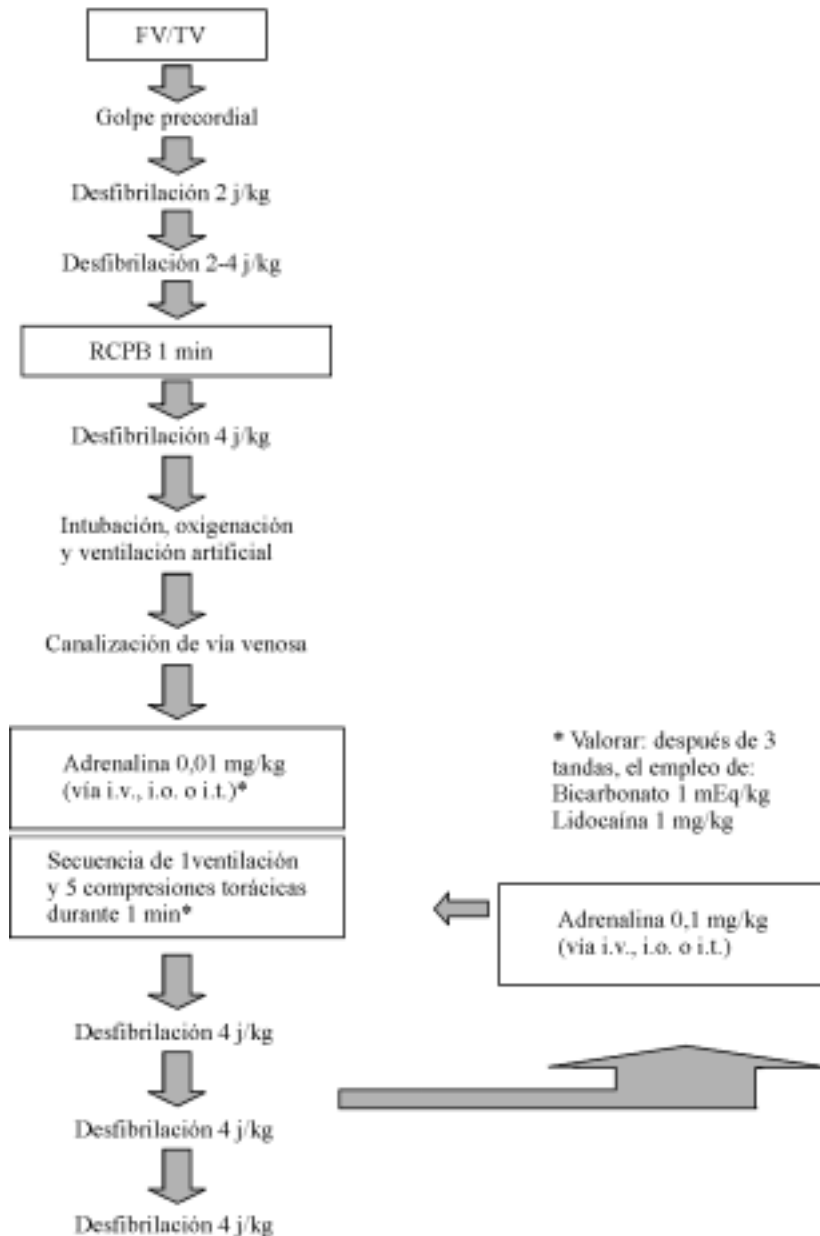 FV/TV
Golpe precordial
Desfibrilación 2 j/kg
Desfibrilación 2-4 j/kg
RCPB 1 min
Desfibrilación 4 j/kg
Intubación, oxigenación
y ventilación artificial
Canalización de vía venosa
Adrenalina 0,01 mg/kg
(vía i.v., i.o. o i.t.)*
Secuencia de 1ventilación
y 5 compresiones torácicas
durante 1 min*
* Valorar: después de 3
tandas, el empleo de:
Bicarbonato 1 mEq/kg
Lidocaína 1 mg/kg
Adrenalina 0,1 mg/kg
(vía i.v., i.o. o i.t.)
Desfibrilación 4 j/kg
Desfibrilación 4 j/kg
Desfibrilación 4 j/kg